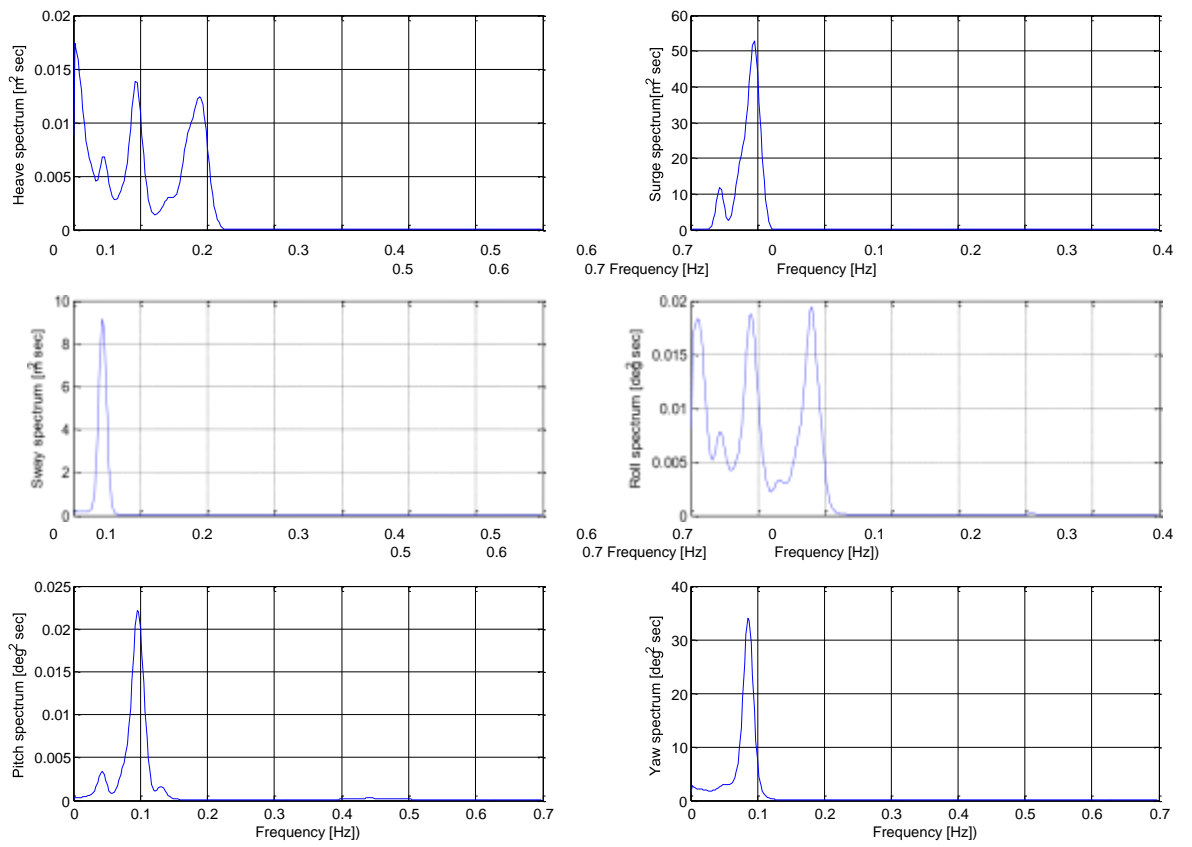 0.02
0.015
0.01
0.005
0
Heave spectrum [m2 sec]
60
50
40
30
20
10
0
Surge spectrum[m2 sec]
0 0.1 0.2 0.3 0.4 0.5 0.6 0.7 0 0.1 0.2 0.3 0.4
0.5 0.6 0.7 Frequency [Hz] Frequency [Hz]
10
8
6
4
2
0
Sway spectrum [m2 sec]
0.02
0.015
0.01
0.005
0
Roll spectrum [deg2 sec]
0 0.1 0.2 0.3 0.4 0.5 0.6 0.7 0 0.1 0.2 0.3 0.4
0.5 0.6 0.7 Frequency [Hz] Frequency [Hz])
0.025
0.02
0.015
0.01
0.005
0
Pitch spectrum [deg2 sec]
0 0.1 0.2 0.3 0.4 0.5 0.6 0.7
Frequency [Hz])
40
30
20
10
0
Yaw spectrum [deg2 sec]
0 0.1 0.2 0.3 0.4 0.5 0.6 0.7
Frequency [Hz])